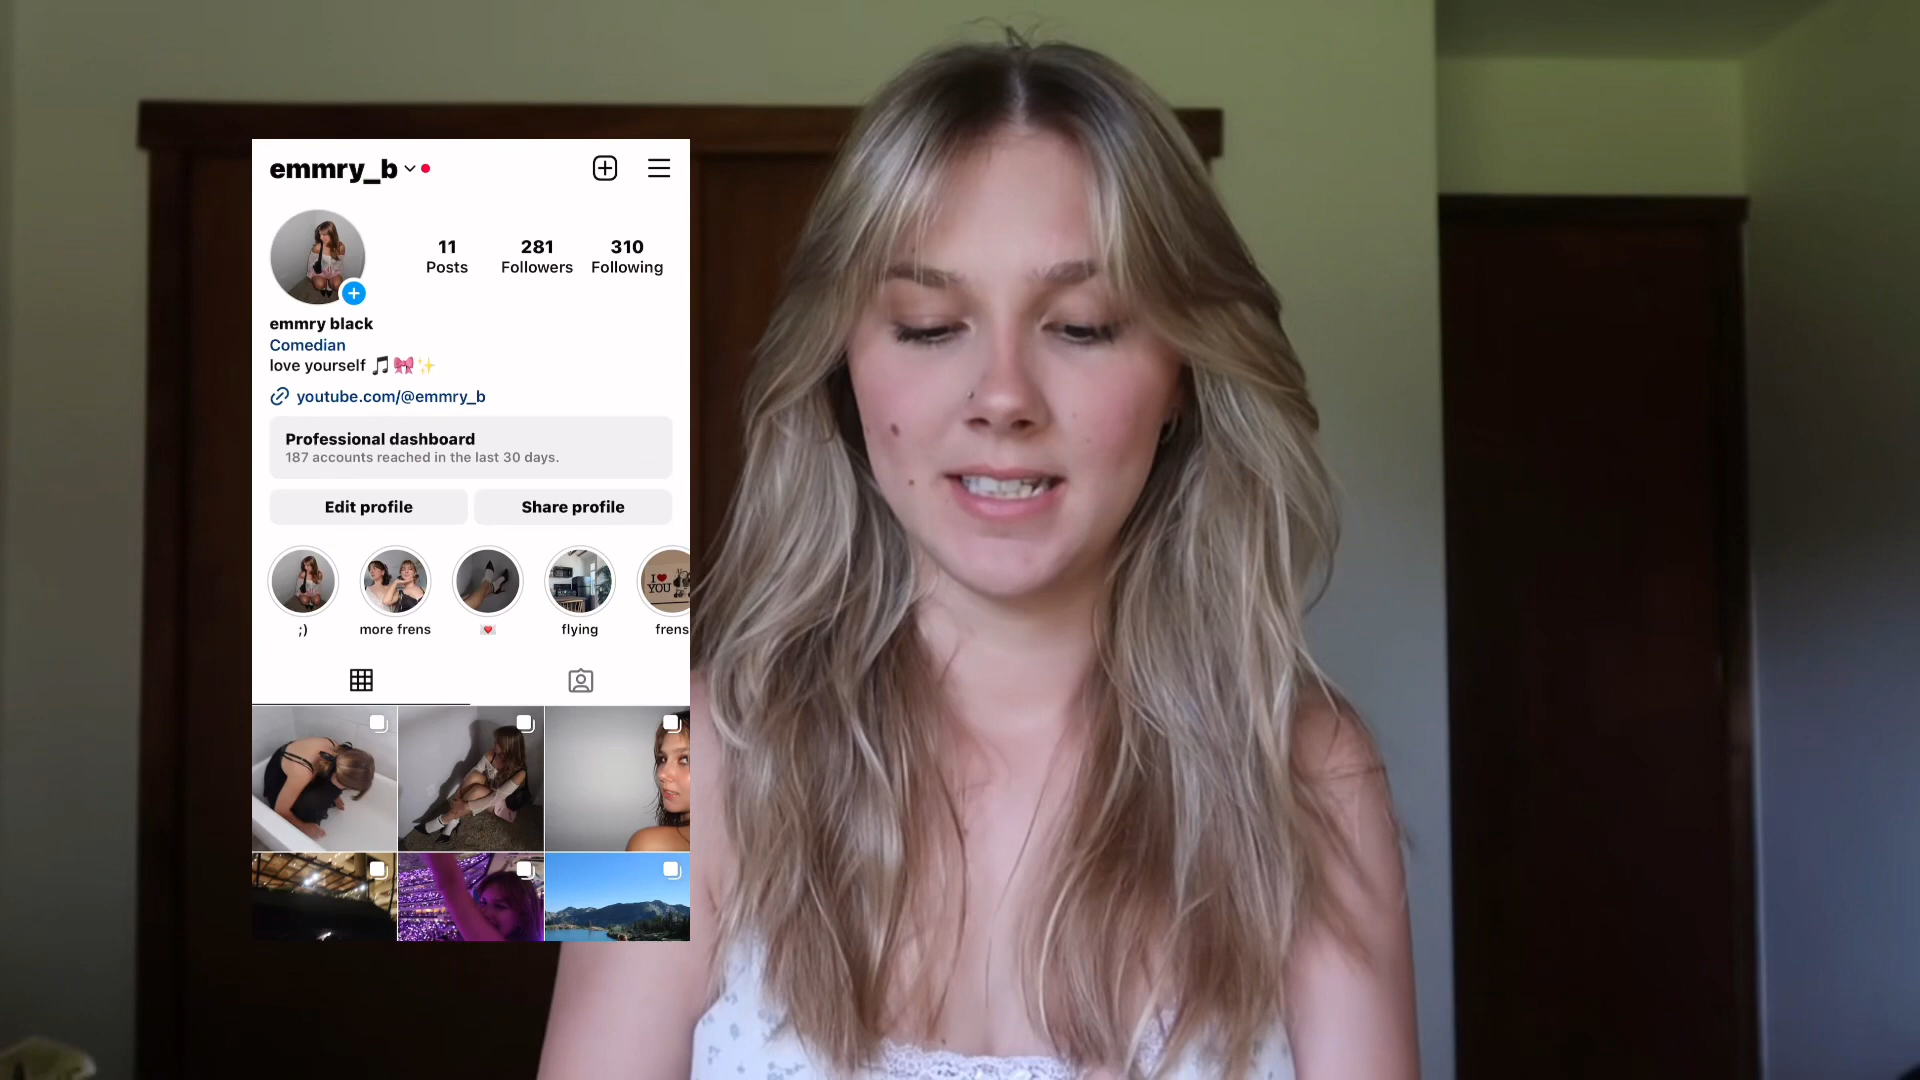 emmry_b
11 281 310
Posts Followers Following
emmry black
Comedian
love yourself 🎵🎀✨
youtube.com/@emmry_b
Professional dashboard
187 accounts reached in the last 30 days.
Edit profile Share profile
I ❤ YOU
;) more frens 💌 flying frens